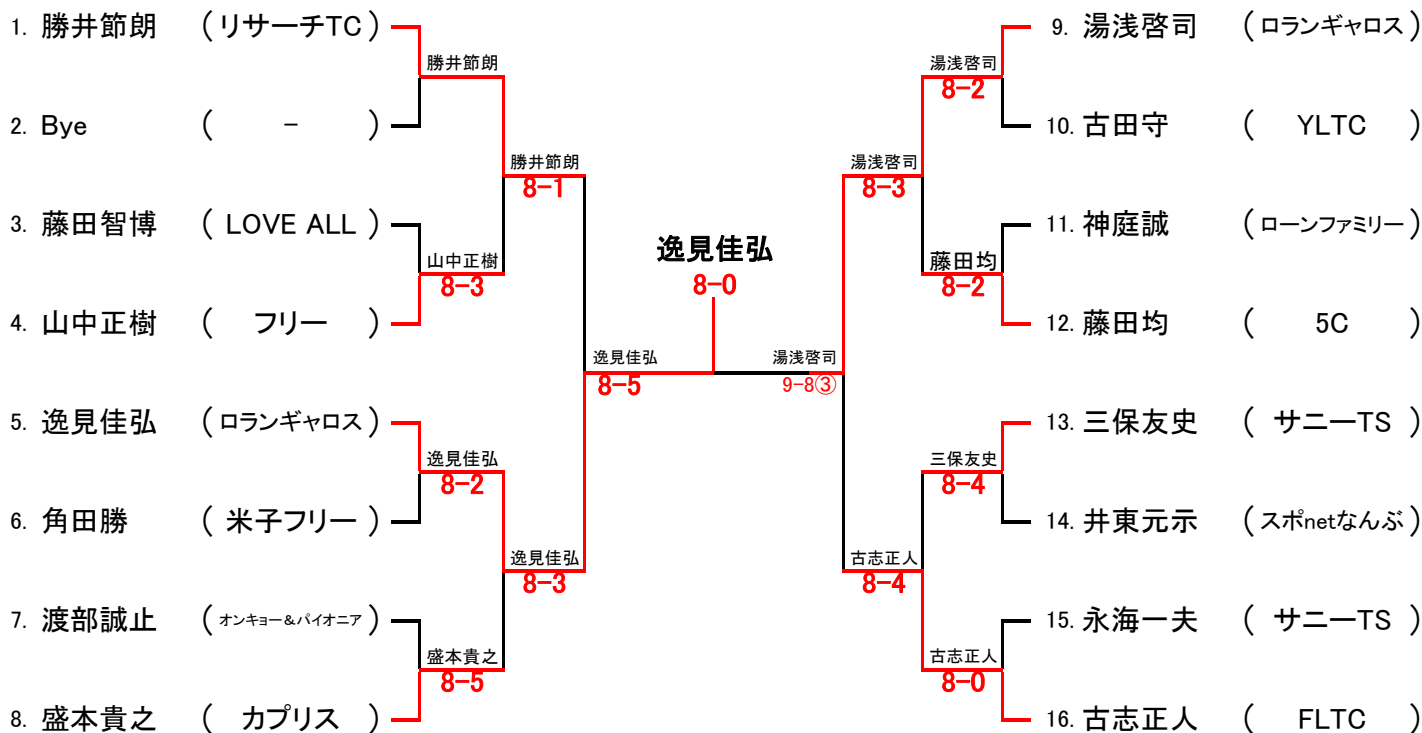 1. 勝井節朗 （リサーチTC）
勝井節朗
2. Bye （ － ）
勝井節朗
8-1
3. 藤田智博 （LOVE ALL）
山中正樹
8-3
4. 山中正樹 （フリー）
逸見佳弘
8-5
5. 逸見佳弘 （ロランギャロス）
逸見佳弘
8-2
6. 角田勝 （米子フリー）
逸見佳弘
8-3
7. 渡部誠止 （オンキョー＆パイオニア）
盛本貴之
8-5
8. 盛本貴之 （カプリス）
逸見佳弘
8-0
9. 湯浅啓司 （ロランギャロス）
湯浅啓司
8-2
10. 古田守 （YLTC）
湯浅啓司
8-3
11. 神庭誠 （ローンファミリー）
藤田均
8-2
12. 藤田均 （5C）
湯浅啓司
9-8③
13. 三保友史 （サニーTS）
三保友史
8-4
14. 井東元示 （スポnetなんぶ）
古志正人
8-4
15. 永海一夫 （サニーTS）
古志正人
8-0
16. 古志正人 （FLTC）